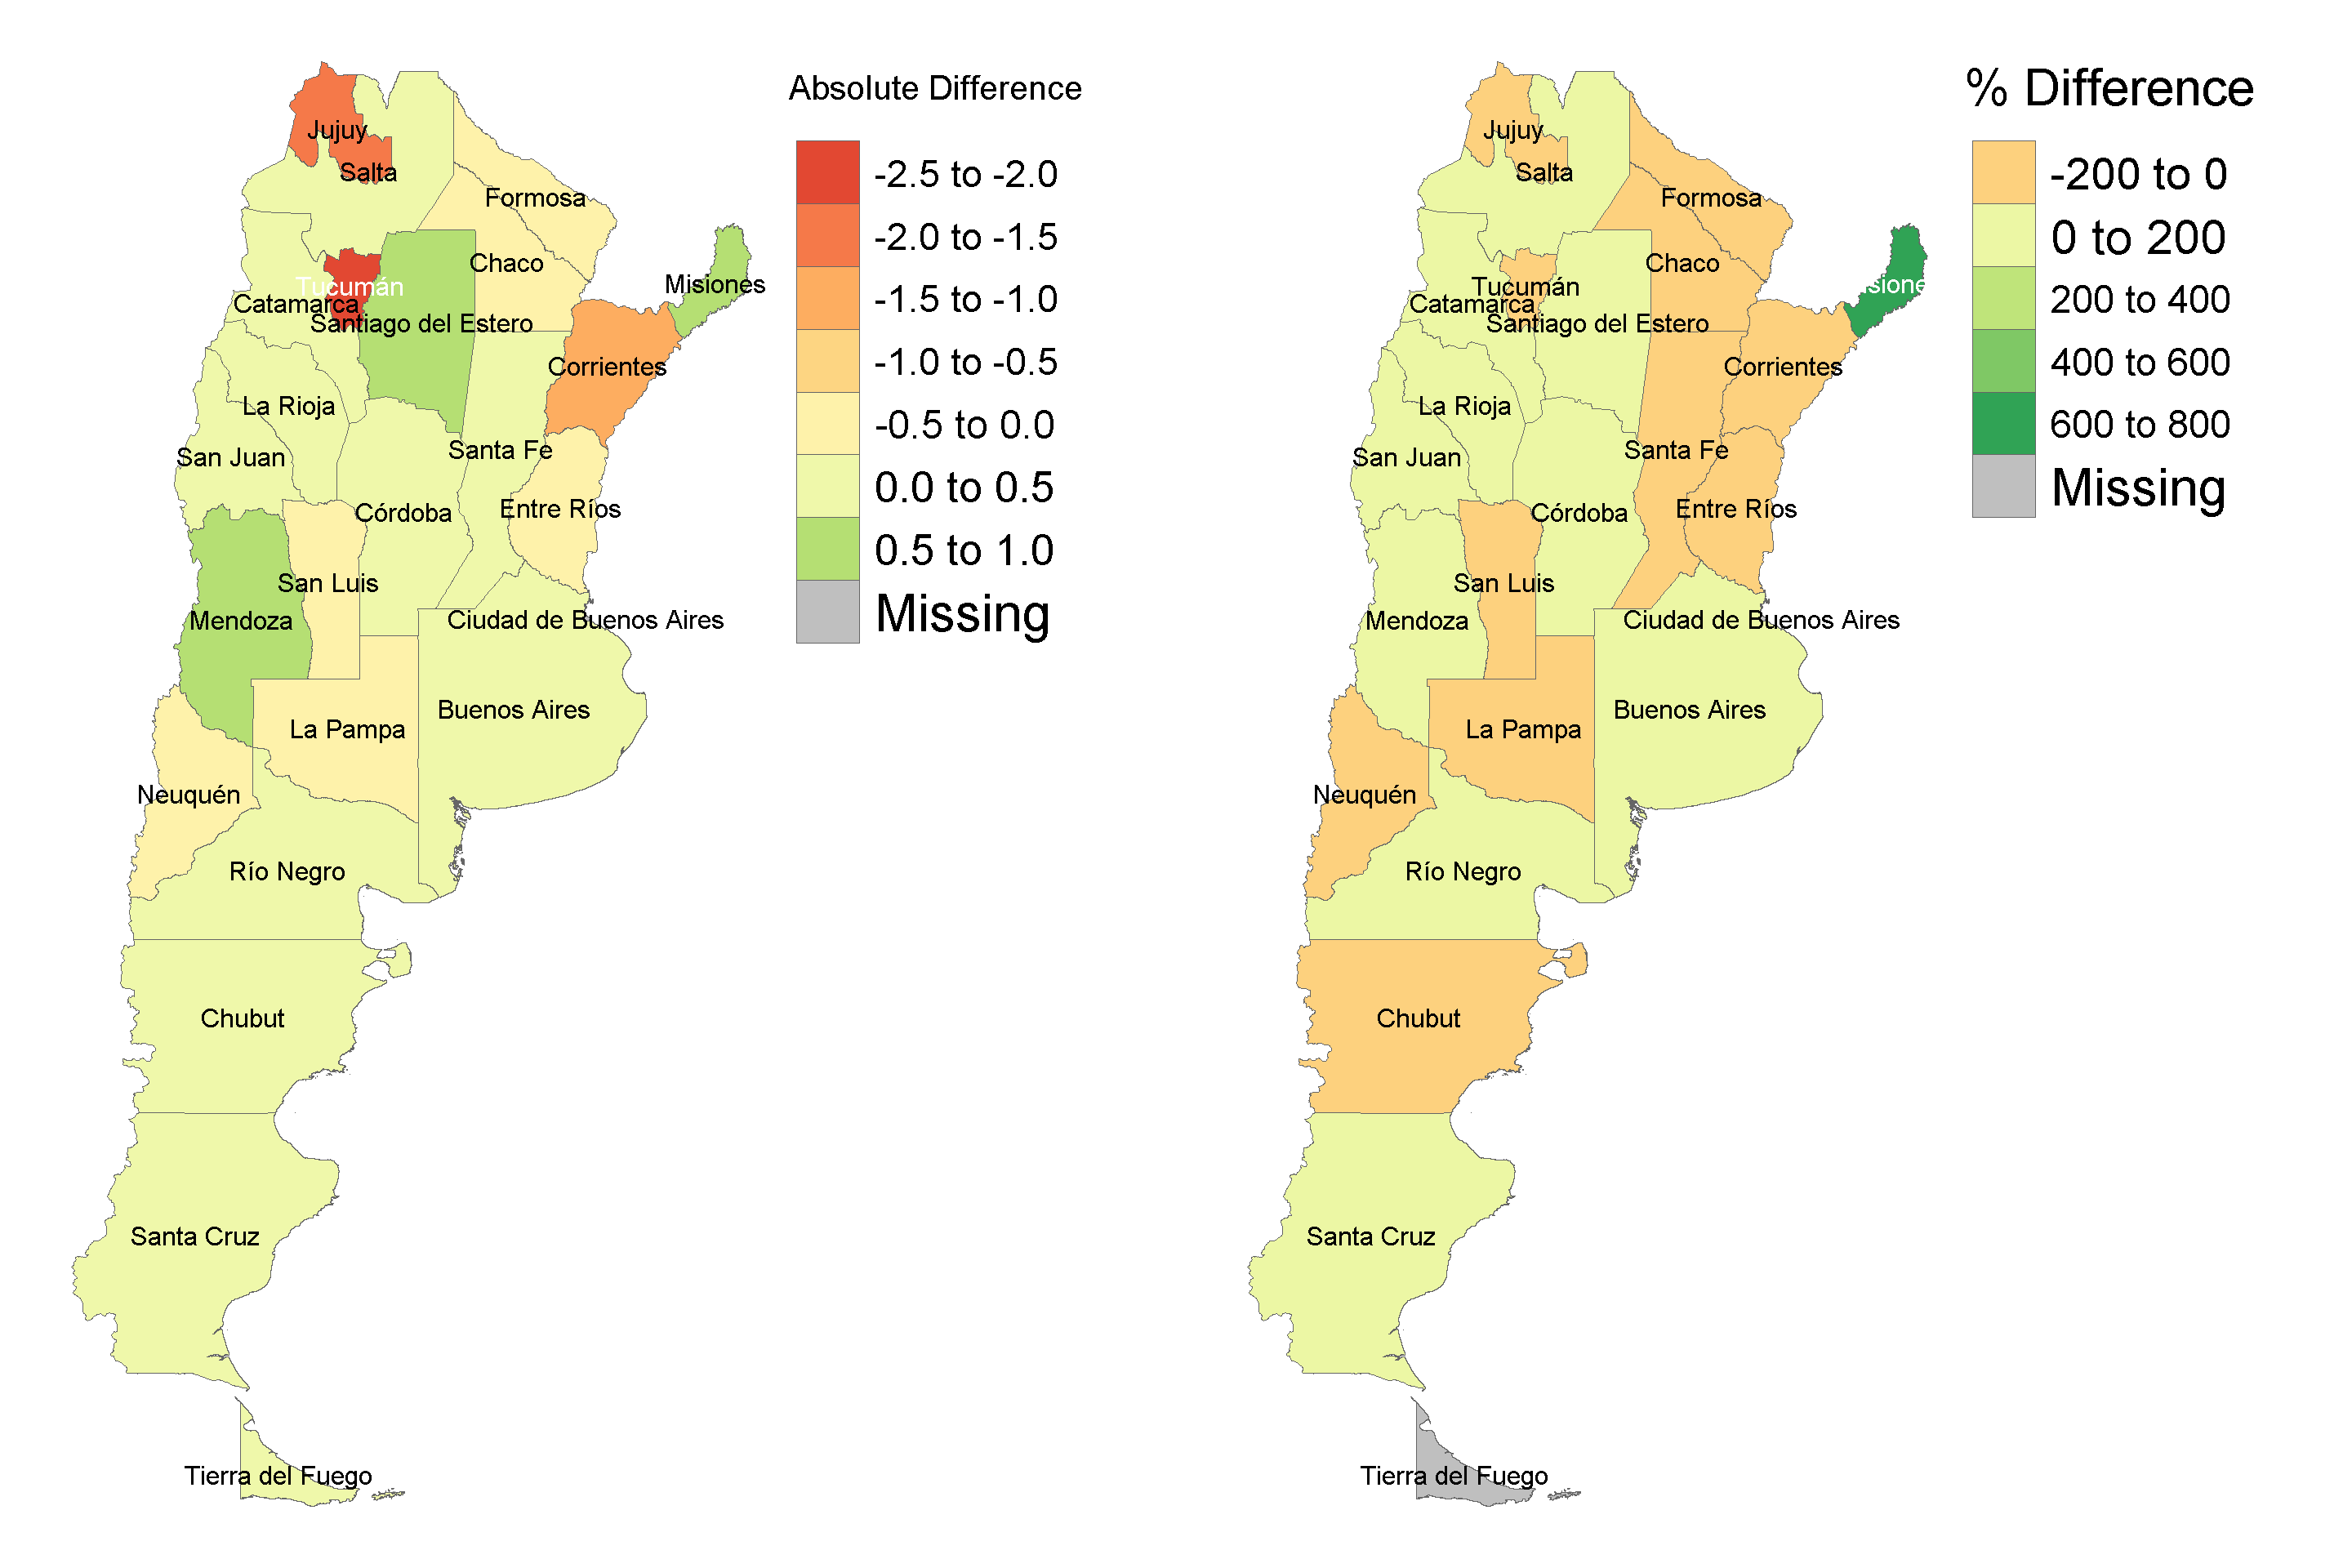 Absolute Difference
-2.5 to -2.0
-2.0 to -1.5
-1.5 to -1.0
-1.0 to -0.5
-0.5 to 0.0
0.0 to 0.5
0.5 to 1.0
Missing
Jujuy
Salta
Formosa
Chaco
Misiones
Tucumán
Catamarca
Santiago del Estero
Corrientes
La Rioja
Santa Fe
San Juan
Entre Ríos
Córdoba
San Luis
Mendoza
Ciudad de Buenos Aires
Buenos Aires
La Pampa
Neuquén
Río Negro
Chubut
Santa Cruz
Tierra del Fuego
% Difference
-200 to 0
0 to 200
200 to 400
400 to 600
600 to 800
Missing
Jujuy
Salta
Formosa
Chaco
isione
Tucumán
Catamarca
Santiago del Estero
Corrientes
La Rioja
Santa Fe
San Juan
Entre Ríos
Córdoba
San Luis
Mendoza
Ciudad de Buenos Aires
Buenos Aires
La Pampa
Neuquén
Río Negro
Chubut
Santa Cruz
Tierra del Fuego